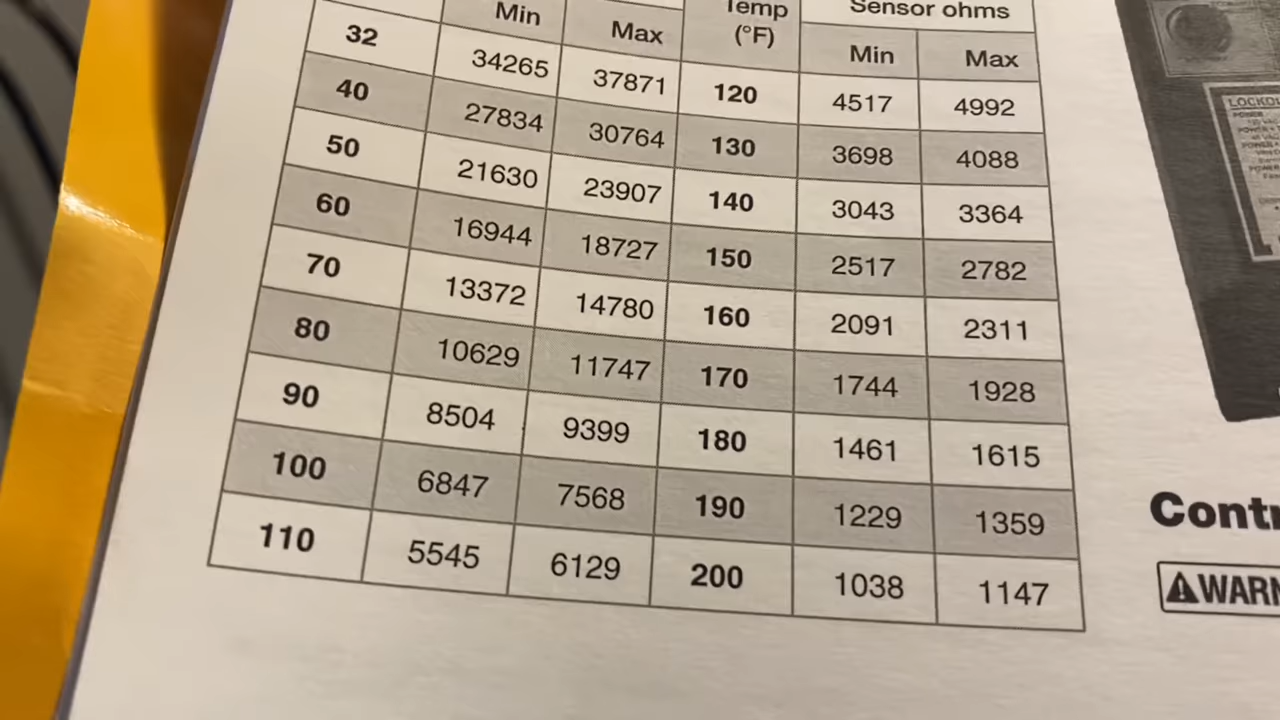 Min Max Temp (°F) Sensor ohms
Min Max
32 34265 37871 120 4517 4992
40 27834 30764 130 3698 4088
50 21630 23907 140 3043 3364
60 16944 18727 150 2517 2782
70 13372 14780 160 2091 2311
80 10629 11747 170 1744 1928
90 8504 9399 180 1461 1615
100 6847 7568 190 1229 1359
110 5545 6129 200 1038 1147
LOCKO
POWER
Contr
WARN